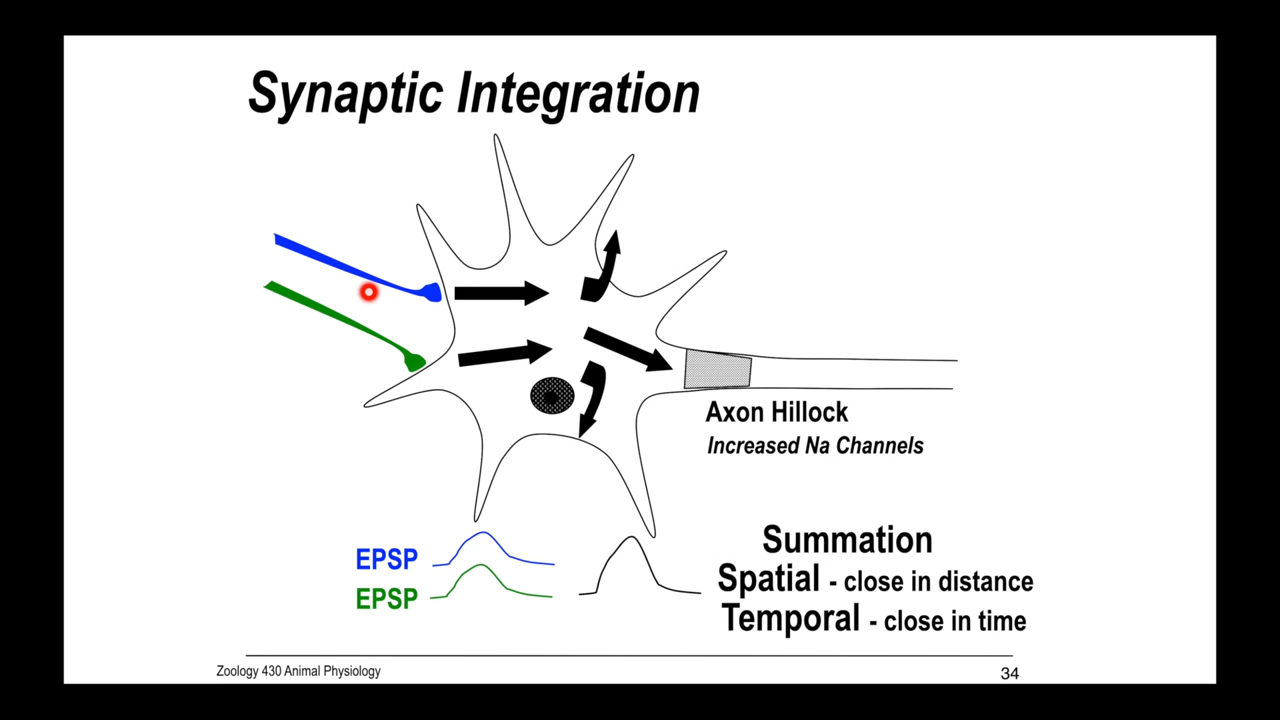 Synaptic Integration
Axon Hillock
Increased Na Channels
EPSP
EPSP
Summation
Spatial - close in distance
Temporal - close in time
Zoology 430 Animal Physiology
34